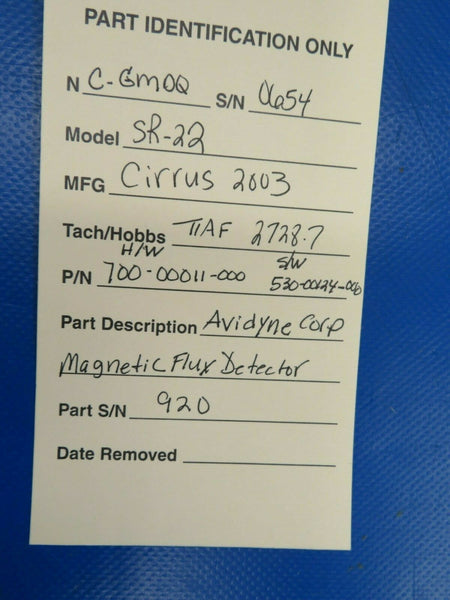 PART IDENTIFICATION ONLY
N C-GMDQ S/N 0654
Model SR-22
MFG Cirrus 2003
Tach/Hobbs TTAF 2728.7
H/W S/W
P/N 700-00011-000 530-00124-000
Part Description Avidyne Corp
Magnetic Flux Detector
Part S/N 920
Date Removed